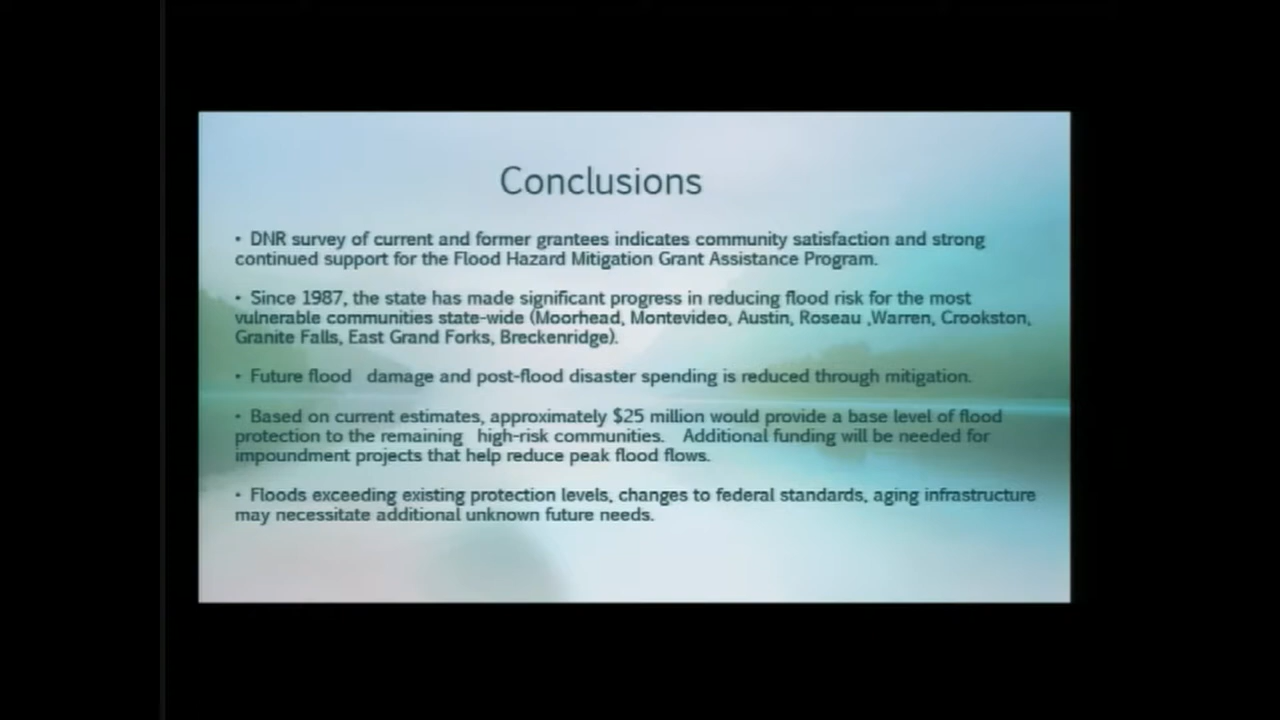 Conclusions
• DNR survey of current and former grantees indicates community satisfaction and strong
continued support for the Flood Hazard Mitigation Grant Assistance Program.
• Since 1987, the state has made significant progress in reducing flood risk for the most
vulnerable communities state-wide (Moorhead, Montevideo, Austin, Roseau ,Warren, Crookston,
Granite Falls, East Grand Forks, Breckenridge).
• Future flood  damage and post-flood disaster spending is reduced through mitigation.
• Based on current estimates, approximately $25 million would provide a base level of flood
protection to the remaining  high-risk communities.   Additional funding will be needed for
impoundment projects that help reduce peak flood flows.
• Floods exceeding existing protection levels, changes to federal standards, aging infrastructure
may necessitate additional unknown future needs.